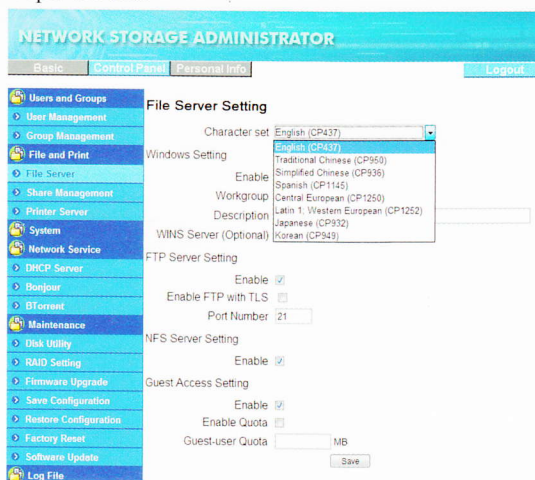 NETWORK STORAGE ADMINISTRATOR
Basic Control Panel Personal Info Logout
Users and Groups
User Management
Group Management
File and Print
File Server
Share Management
Printer Server
System
Network Service
DHCP Server
Bonjour
BTorrent
Maintenance
Disk Utility
RAID Setting
Firmware Upgrade
Save Configuration
Restore Configuration
Factory Reset
Software Update
Log File
File Server Setting
Character set English (CP437)
English (CP437)
Traditional Chinese (CP950)
Simplified Chinese (CP936)
Spanish (CP1145)
Central European (CP1250)
Latin 1; Western European (CP1252)
Japanese (CP932)
Korean (CP949)
Windows Setting
Enable
Workgroup
Description
WINS Server (Optional)
FTP Server Setting
Enable
Enable FTP with TLS
Port Number 21
NFS Server Setting
Enable
Guest Access Setting
Enable
Enable Quota
Guest-user Quota MB
Save